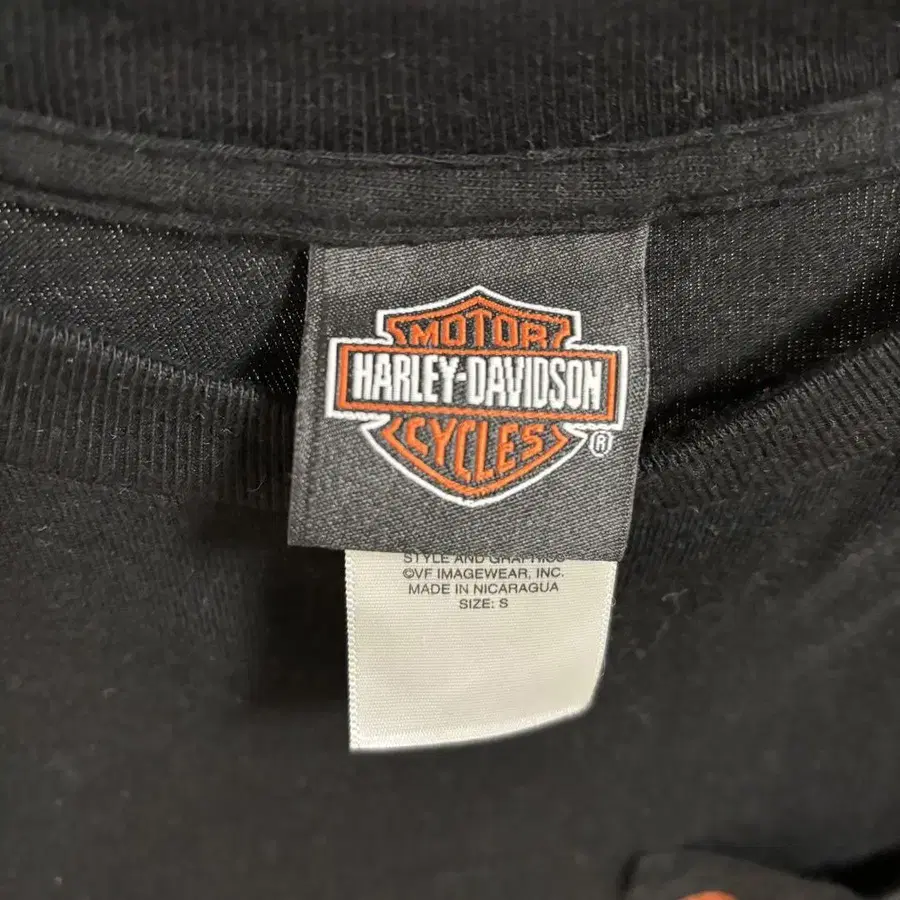 MOTOR
HARLEY-DAVIDSON
CYCLES
®
STYLE AND GRAPHICS
©VF IMAGEWEAR, INC.
MADE IN NICARAGUA
SIZE: S